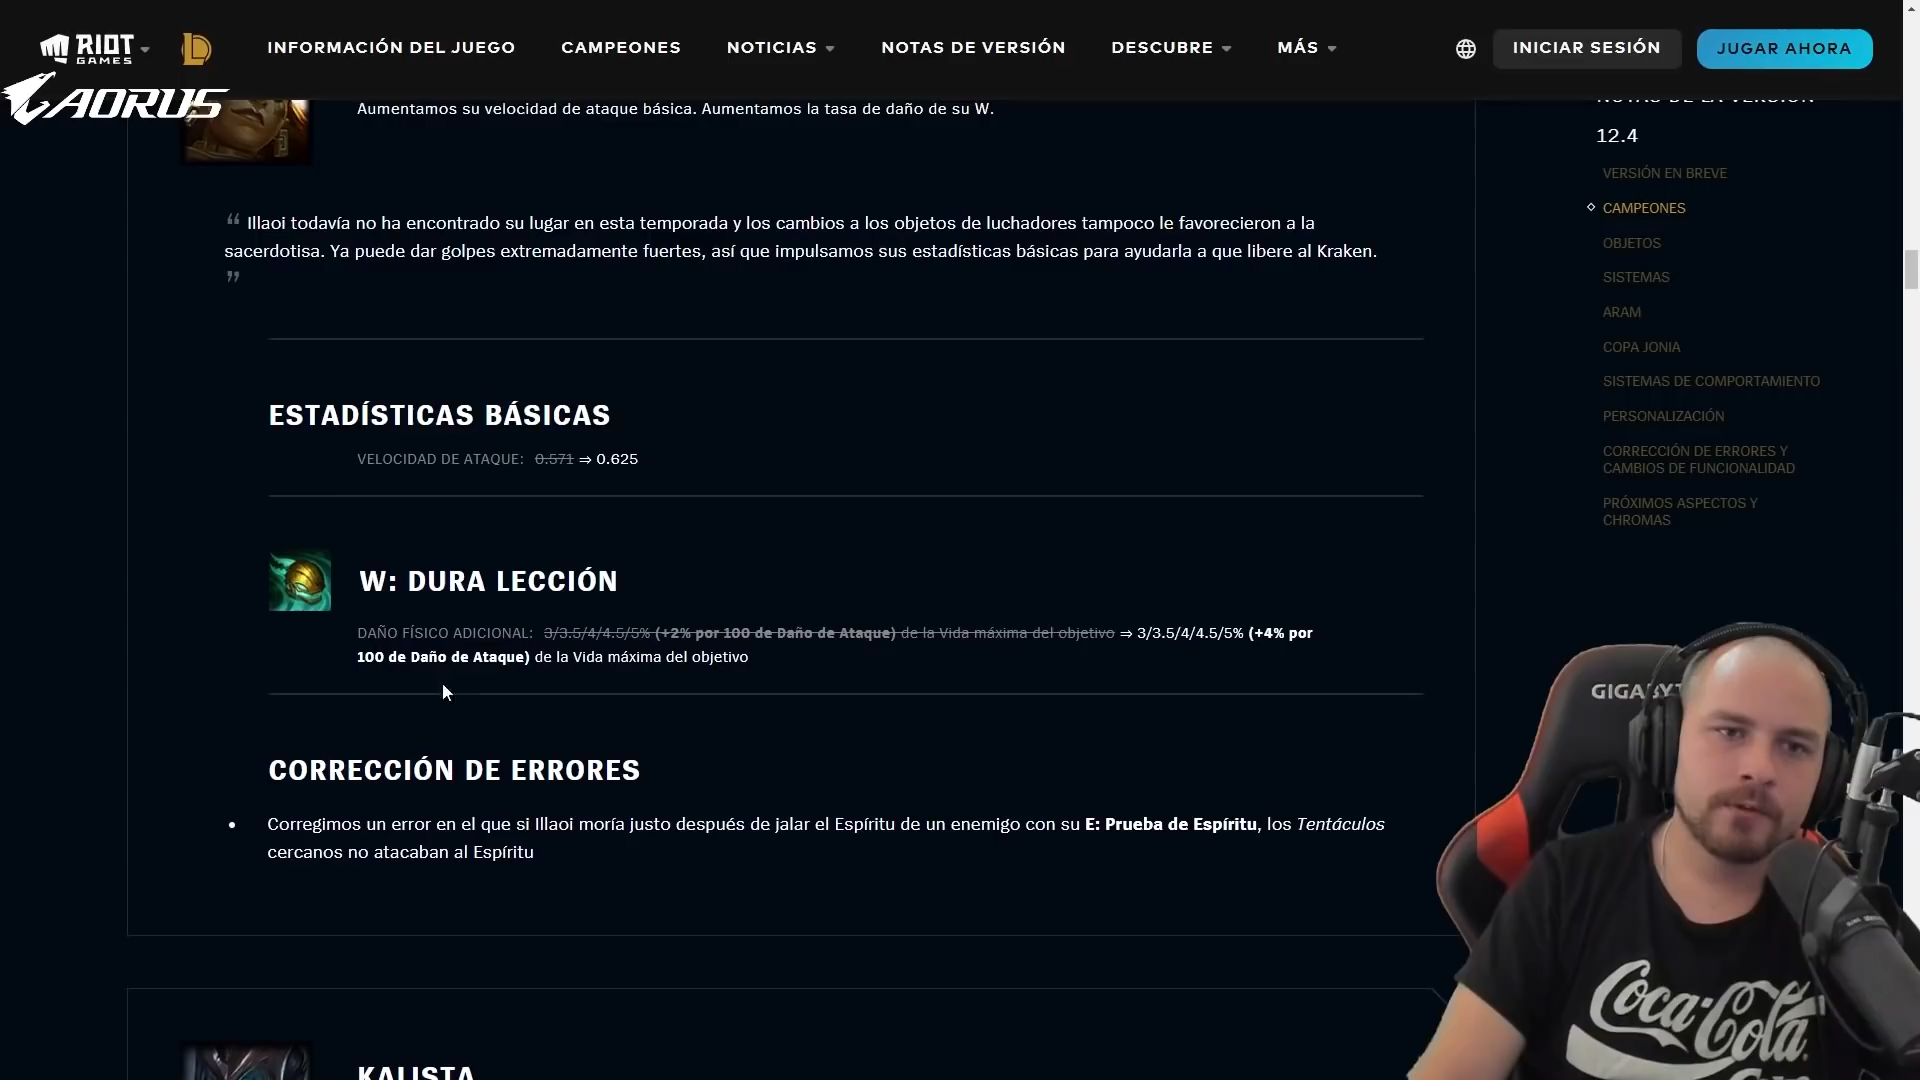 RIOT GAMES
INFORMACIÓN DEL JUEGO
CAMPEONES
NOTICIAS
NOTAS DE VERSIÓN
DESCUBRE
MÁS
INICIAR SESIÓN
JUGAR AHORA
AORUS
Aumentamos su velocidad de ataque básica. Aumentamos la tasa de daño de su W.
“ Illaoi todavía no ha encontrado su lugar en esta temporada y los cambios a los objetos de luchadores tampoco le favorecieron a la
sacerdotisa. Ya puede dar golpes extremadamente fuertes, así que impulsamos sus estadísticas básicas para ayudarla a que libere al Kraken.
”
ESTADÍSTICAS BÁSICAS
VELOCIDAD DE ATAQUE: 0.571 ⇒ 0.625
W: DURA LECCIÓN
DAÑO FÍSICO ADICIONAL: 3/3.5/4/4.5/5% (+2% por 100 de Daño de Ataque) de la Vida máxima del objetivo ⇒ 3/3.5/4/4.5/5% (+4% por
100 de Daño de Ataque) de la Vida máxima del objetivo
CORRECCIÓN DE ERRORES
• Corregimos un error en el que si Illaoi moría justo después de jalar el Espíritu de un enemigo con su E: Prueba de Espíritu, los Tentáculos
cercanos no atacaban al Espíritu
KALISTA
NOTAS DE LA VERSIÓN
12.4
VERSIÓN EN BREVE
CAMPEONES
OBJETOS
SISTEMAS
ARAM
COPA JONIA
SISTEMAS DE COMPORTAMIENTO
PERSONALIZACIÓN
CORRECCIÓN DE ERRORES Y
CAMBIOS DE FUNCIONALIDAD
PRÓXIMOS ASPECTOS Y
CHROMAS
Coca-Cola